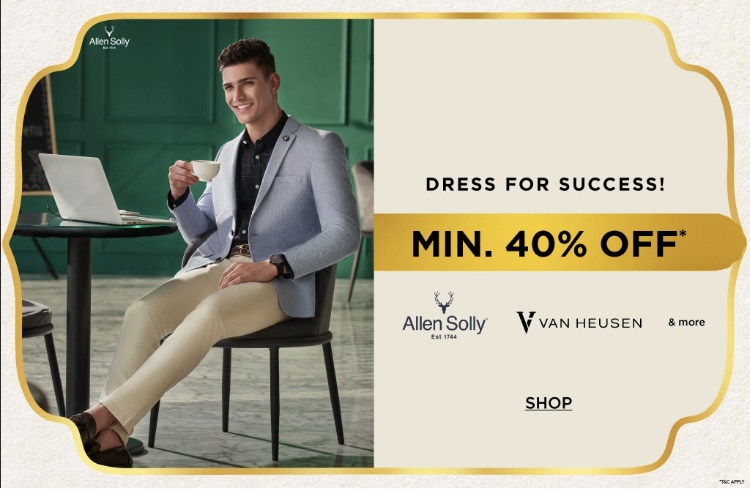 Allen Solly
DRESS FOR SUCCESS!
MIN. 40% OFF*
Allen Solly
Est 1744
VAN HEUSEN
& more
SHOP
*T&C APPLY